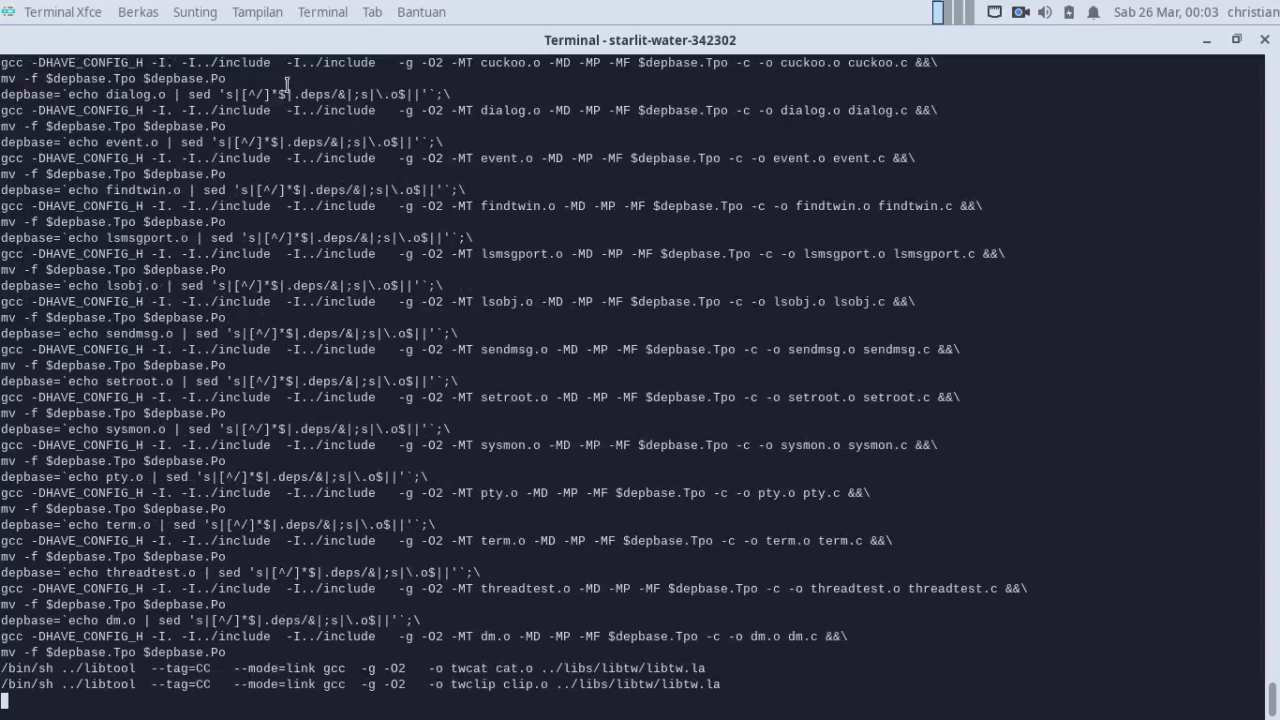 Terminal Xfce Berkas Sunting Tampilan Terminal Tab Bantuan Sab 26 Mar, 00:03 christian
Terminal - starlit-water-342302
gcc -DHAVE_CONFIG_H -I. -I../include  -I../include   -g -O2 -MT cuckoo.o -MD -MP -MF $depbase.Tpo -c -o cuckoo.o cuckoo.c &&\
mv -f $depbase.Tpo $depbase.Po
depbase=`echo dialog.o | sed 's|[^/]*$|.deps/&|;s|\.o$||'`;\
gcc -DHAVE_CONFIG_H -I. -I../include  -I../include   -g -O2 -MT dialog.o -MD -MP -MF $depbase.Tpo -c -o dialog.o dialog.c &&\
mv -f $depbase.Tpo $depbase.Po
depbase=`echo event.o | sed 's|[^/]*$|.deps/&|;s|\.o$||'`;\
gcc -DHAVE_CONFIG_H -I. -I../include  -I../include   -g -O2 -MT event.o -MD -MP -MF $depbase.Tpo -c -o event.o event.c &&\
mv -f $depbase.Tpo $depbase.Po
depbase=`echo findtwin.o | sed 's|[^/]*$|.deps/&|;s|\.o$||'`;\
gcc -DHAVE_CONFIG_H -I. -I../include  -I../include   -g -O2 -MT findtwin.o -MD -MP -MF $depbase.Tpo -c -o findtwin.o findtwin.c &&\
mv -f $depbase.Tpo $depbase.Po
depbase=`echo lsmsgport.o | sed 's|[^/]*$|.deps/&|;s|\.o$||'`;\
gcc -DHAVE_CONFIG_H -I. -I../include  -I../include   -g -O2 -MT lsmsgport.o -MD -MP -MF $depbase.Tpo -c -o lsmsgport.o lsmsgport.c &&\
mv -f $depbase.Tpo $depbase.Po
depbase=`echo lsobj.o | sed 's|[^/]*$|.deps/&|;s|\.o$||'`;\
gcc -DHAVE_CONFIG_H -I. -I../include  -I../include   -g -O2 -MT lsobj.o -MD -MP -MF $depbase.Tpo -c -o lsobj.o lsobj.c &&\
mv -f $depbase.Tpo $depbase.Po
depbase=`echo sendmsg.o | sed 's|[^/]*$|.deps/&|;s|\.o$||'`;\
gcc -DHAVE_CONFIG_H -I. -I../include  -I../include   -g -O2 -MT sendmsg.o -MD -MP -MF $depbase.Tpo -c -o sendmsg.o sendmsg.c &&\
mv -f $depbase.Tpo $depbase.Po
depbase=`echo setroot.o | sed 's|[^/]*$|.deps/&|;s|\.o$||'`;\
gcc -DHAVE_CONFIG_H -I. -I../include  -I../include   -g -O2 -MT setroot.o -MD -MP -MF $depbase.Tpo -c -o setroot.o setroot.c &&\
mv -f $depbase.Tpo $depbase.Po
depbase=`echo sysmon.o | sed 's|[^/]*$|.deps/&|;s|\.o$||'`;\
gcc -DHAVE_CONFIG_H -I. -I../include  -I../include   -g -O2 -MT sysmon.o -MD -MP -MF $depbase.Tpo -c -o sysmon.o sysmon.c &&\
mv -f $depbase.Tpo $depbase.Po
depbase=`echo pty.o | sed 's|[^/]*$|.deps/&|;s|\.o$||'`;\
gcc -DHAVE_CONFIG_H -I. -I../include  -I../include   -g -O2 -MT pty.o -MD -MP -MF $depbase.Tpo -c -o pty.o pty.c &&\
mv -f $depbase.Tpo $depbase.Po
depbase=`echo term.o | sed 's|[^/]*$|.deps/&|;s|\.o$||'`;\
gcc -DHAVE_CONFIG_H -I. -I../include  -I../include   -g -O2 -MT term.o -MD -MP -MF $depbase.Tpo -c -o term.o term.c &&\
mv -f $depbase.Tpo $depbase.Po
depbase=`echo threadtest.o | sed 's|[^/]*$|.deps/&|;s|\.o$||'`;\
gcc -DHAVE_CONFIG_H -I. -I../include  -I../include   -g -O2 -MT threadtest.o -MD -MP -MF $depbase.Tpo -c -o threadtest.o threadtest.c &&\
mv -f $depbase.Tpo $depbase.Po
depbase=`echo dm.o | sed 's|[^/]*$|.deps/&|;s|\.o$||'`;\
gcc -DHAVE_CONFIG_H -I. -I../include  -I../include   -g -O2 -MT dm.o -MD -MP -MF $depbase.Tpo -c -o dm.o dm.c &&\
mv -f $depbase.Tpo $depbase.Po
/bin/sh ../libtool  --tag=CC   --mode=link gcc  -g -O2   -o twcat cat.o ../libs/libtw/libtw.la
/bin/sh ../libtool  --tag=CC   --mode=link gcc  -g -O2   -o twclip clip.o ../libs/libtw/libtw.la